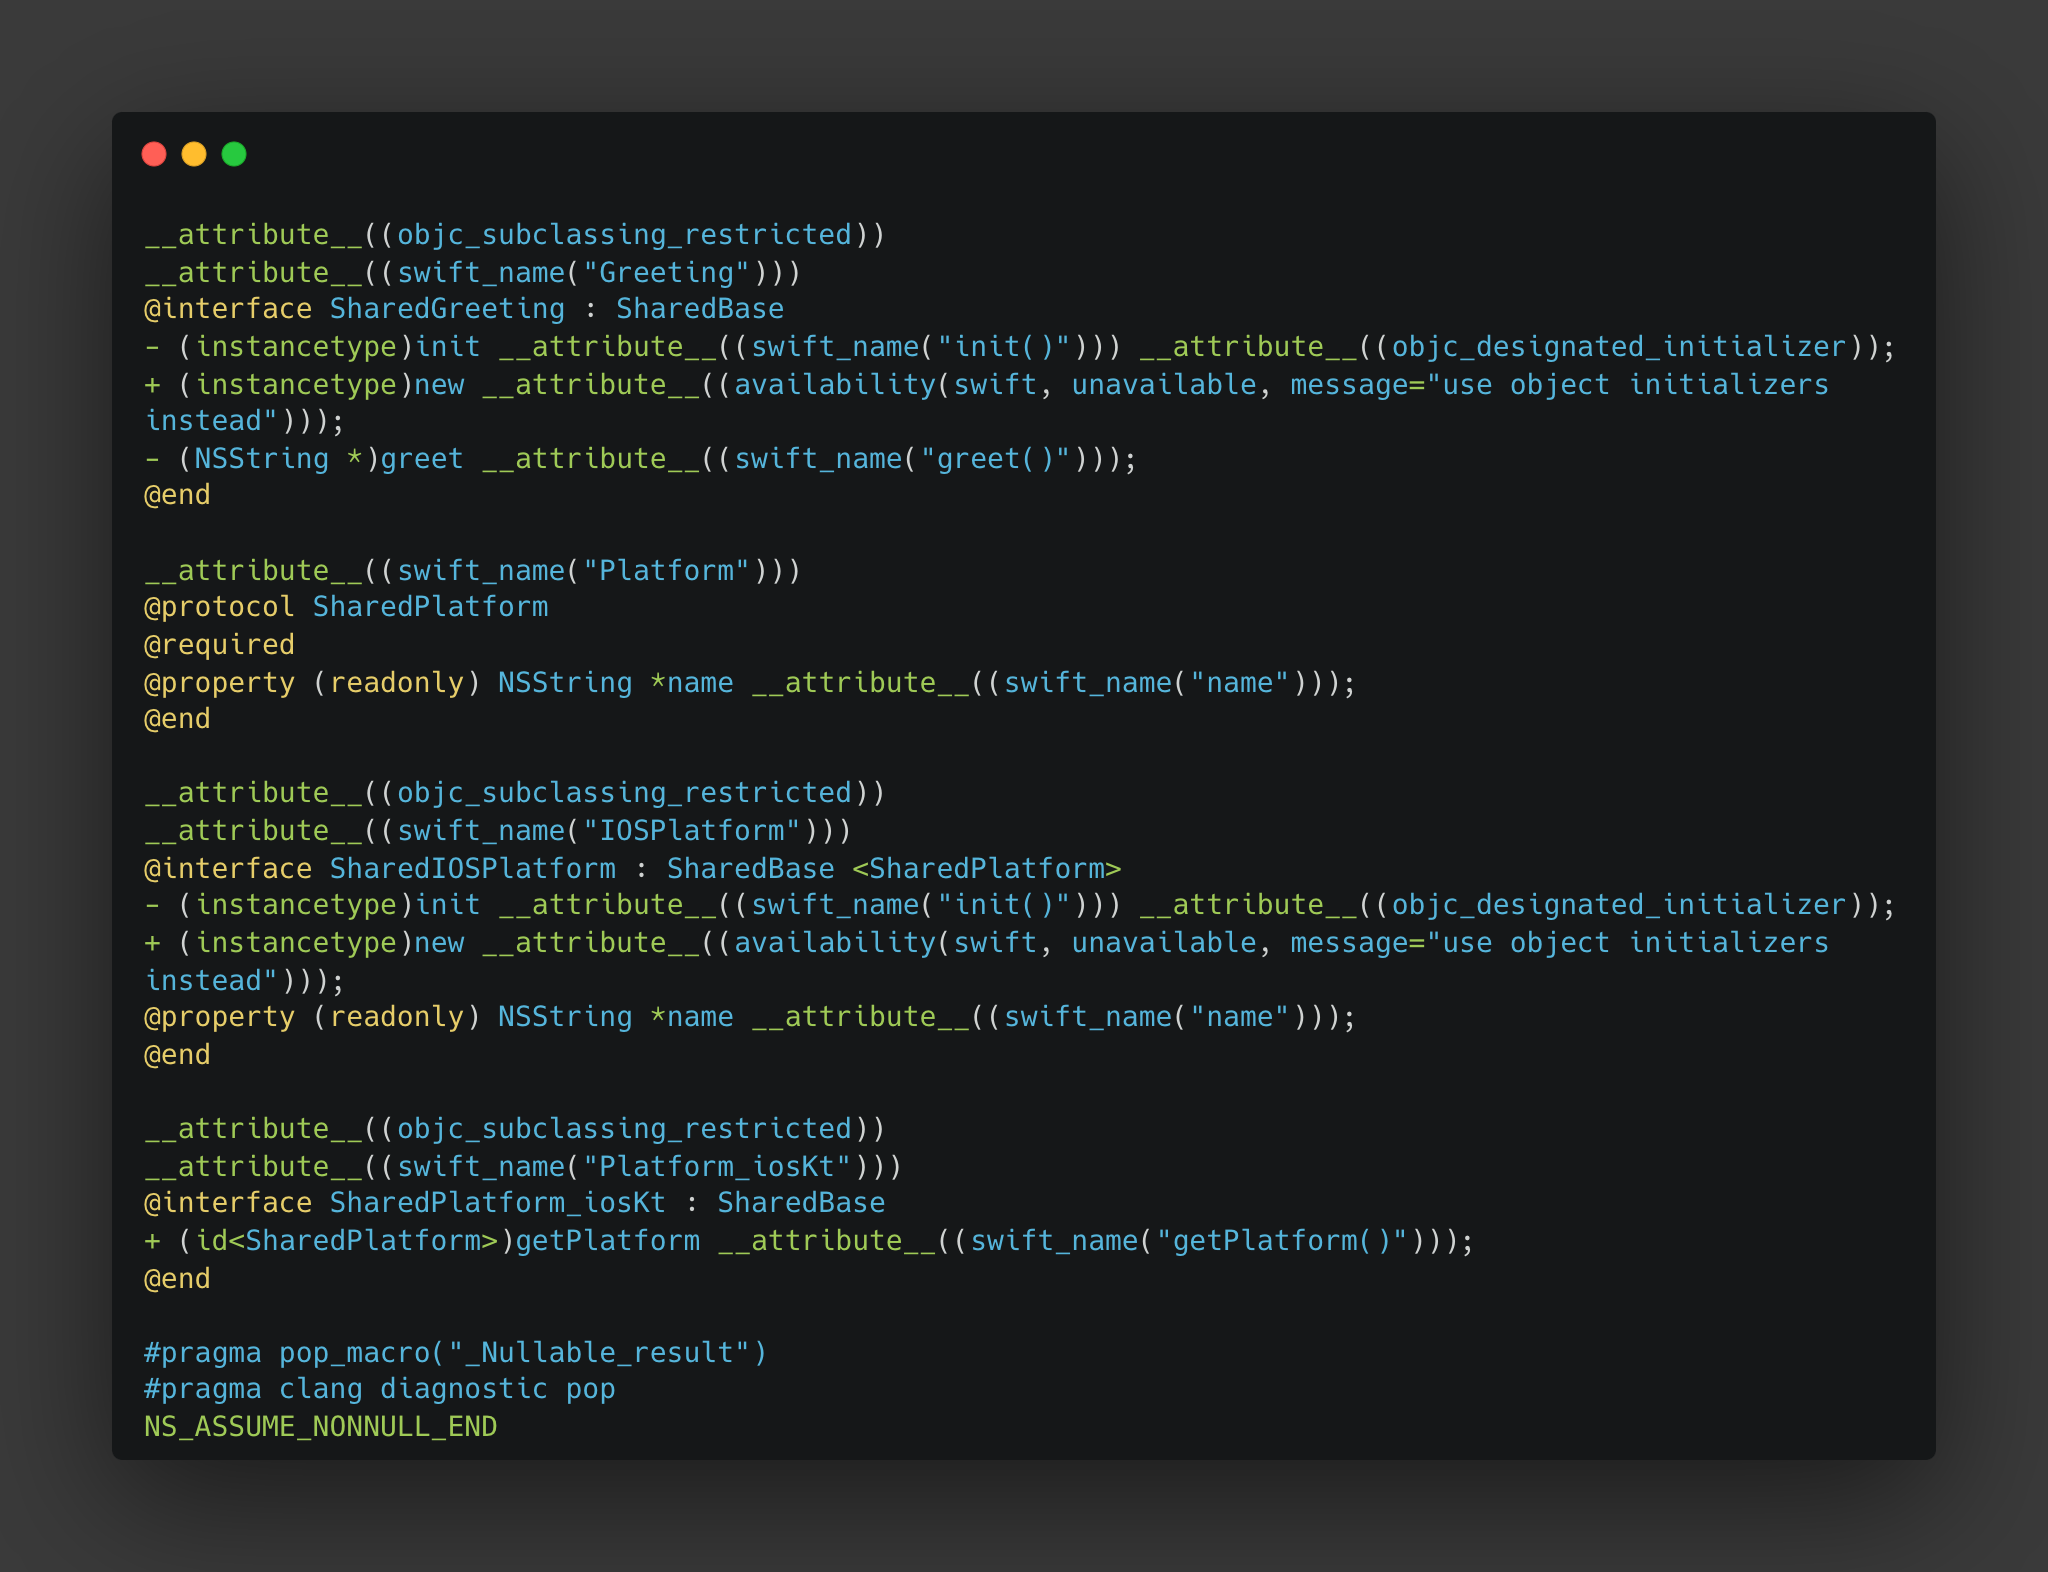 __attribute__((objc_subclassing_restricted))
__attribute__((swift_name("Greeting")))
@interface SharedGreeting : SharedBase
- (instancetype)init __attribute__((swift_name("init()"))) __attribute__((objc_designated_initializer));
+ (instancetype)new __attribute__((availability(swift, unavailable, message="use object initializers
instead")));
- (NSString *)greet __attribute__((swift_name("greet()")));
@end
__attribute__((swift_name("Platform")))
@protocol SharedPlatform
@required
@property (readonly) NSString *name __attribute__((swift_name("name")));
@end
__attribute__((objc_subclassing_restricted))
__attribute__((swift_name("IOSPlatform")))
@interface SharedIOSPlatform : SharedBase <SharedPlatform>
- (instancetype)init __attribute__((swift_name("init()"))) __attribute__((objc_designated_initializer));
+ (instancetype)new __attribute__((availability(swift, unavailable, message="use object initializers
instead")));
@property (readonly) NSString *name __attribute__((swift_name("name")));
@end
__attribute__((objc_subclassing_restricted))
__attribute__((swift_name("Platform_iosKt")))
@interface SharedPlatform_iosKt : SharedBase
+ (id<SharedPlatform>)getPlatform __attribute__((swift_name("getPlatform()")));
@end
#pragma pop_macro("_Nullable_result")
#pragma clang diagnostic pop
NS_ASSUME_NONNULL_END